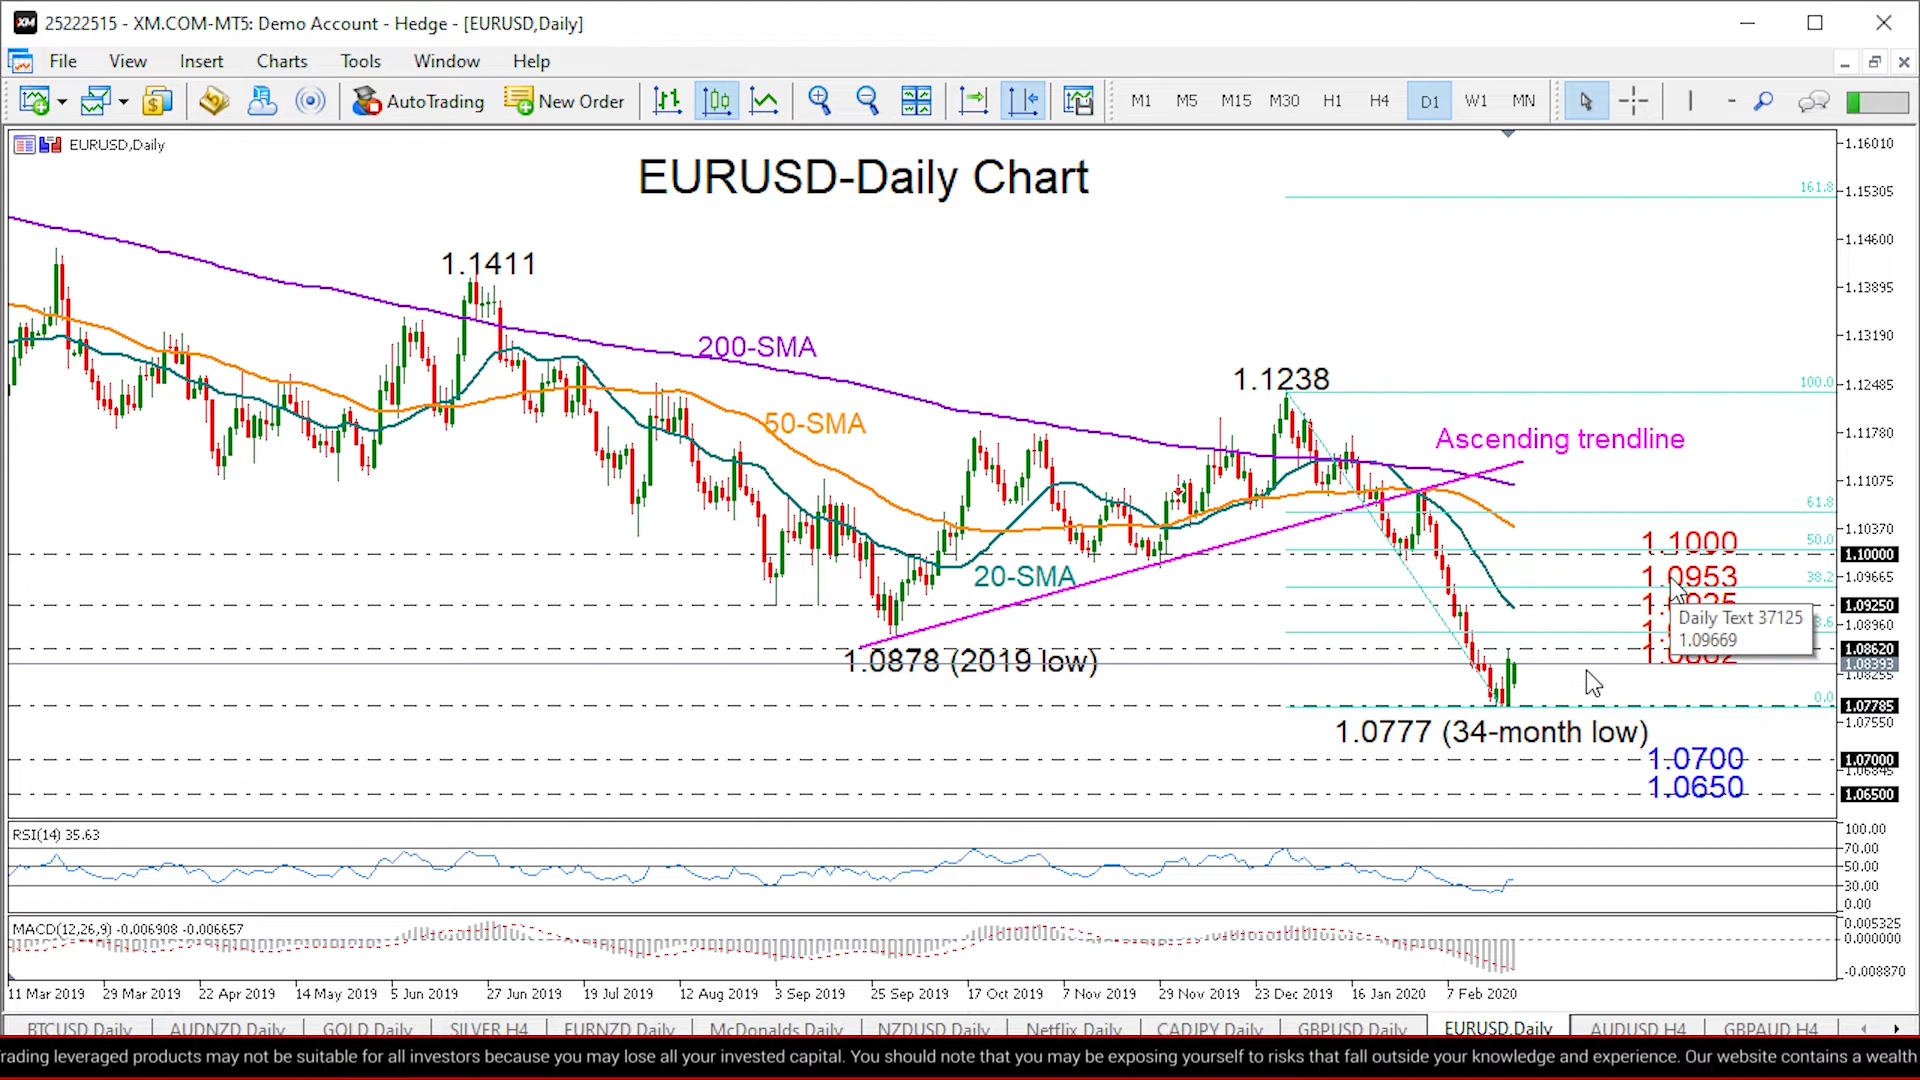 25222515 - XM.COM-MT5: Demo Account - Hedge - [EURUSD,Daily]
File View Insert Charts Tools Window Help
AutoTrading New Order M1 M5 M15 M30 H1 H4 D1 W1 MN
EURUSD,Daily
EURUSD-Daily Chart
1.16010
161.8
1.15305
1.14600
1.1411
1.13895
1.13190
200-SMA
1.1238
100.0
1.12485
50-SMA
Ascending trendline
1.11780
1.11075
61.8
1.10370
1.1000
50.0
1.10000
20-SMA
1.0953
38.2
1.09665
1.09250
Daily Text 37125
1.09669
1.08960
1.08620
1.0878 (2019 low)
1.08393
1.08255
0.0
1.07785
1.0777 (34-month low)
1.07550
1.0700
1.07000
1.06845
1.0650
1.06500
RSI(14) 35.63
100.00
70.00
50.00
30.00
0.00
MACD(12,26,9) -0.006908 -0.006657
0.005325
0.000000
-0.008870
11 Mar 2019 29 Mar 2019 22 Apr 2019 14 May 2019 5 Jun 2019 27 Jun 2019 19 Jul 2019 12 Aug 2019 3 Sep 2019 25 Sep 2019 17 Oct 2019 7 Nov 2019 29 Nov 2019 23 Dec 2019 16 Jan 2020 7 Feb 2020
BTCUSD Daily AUDNZD Daily GOLD Daily SILVER H4 EURNZD Daily McDonalds Daily NZDUSD Daily Netflix Daily CADJPY Daily GBPUSD Daily EURUSD,Daily AUDUSD H4 GBPAUD H4
rading leveraged products may not be suitable for all investors because you may lose all your invested capital. You should note that you may be exposing yourself to risks that fall outside your knowledge and experience. Our website contains a wealth